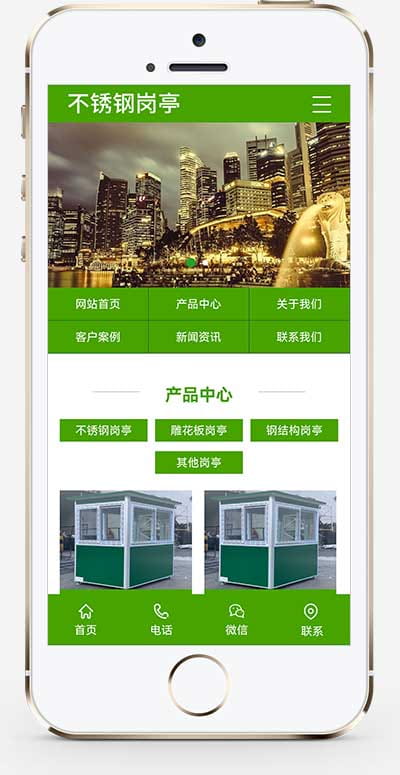 不锈钢岗亭
网站首页 产品中心 关于我们
客户案例 新闻资讯 联系我们
产品中心
不锈钢岗亭 雕花板岗亭 钢结构岗亭
其他岗亭
首页 电话 微信 联系